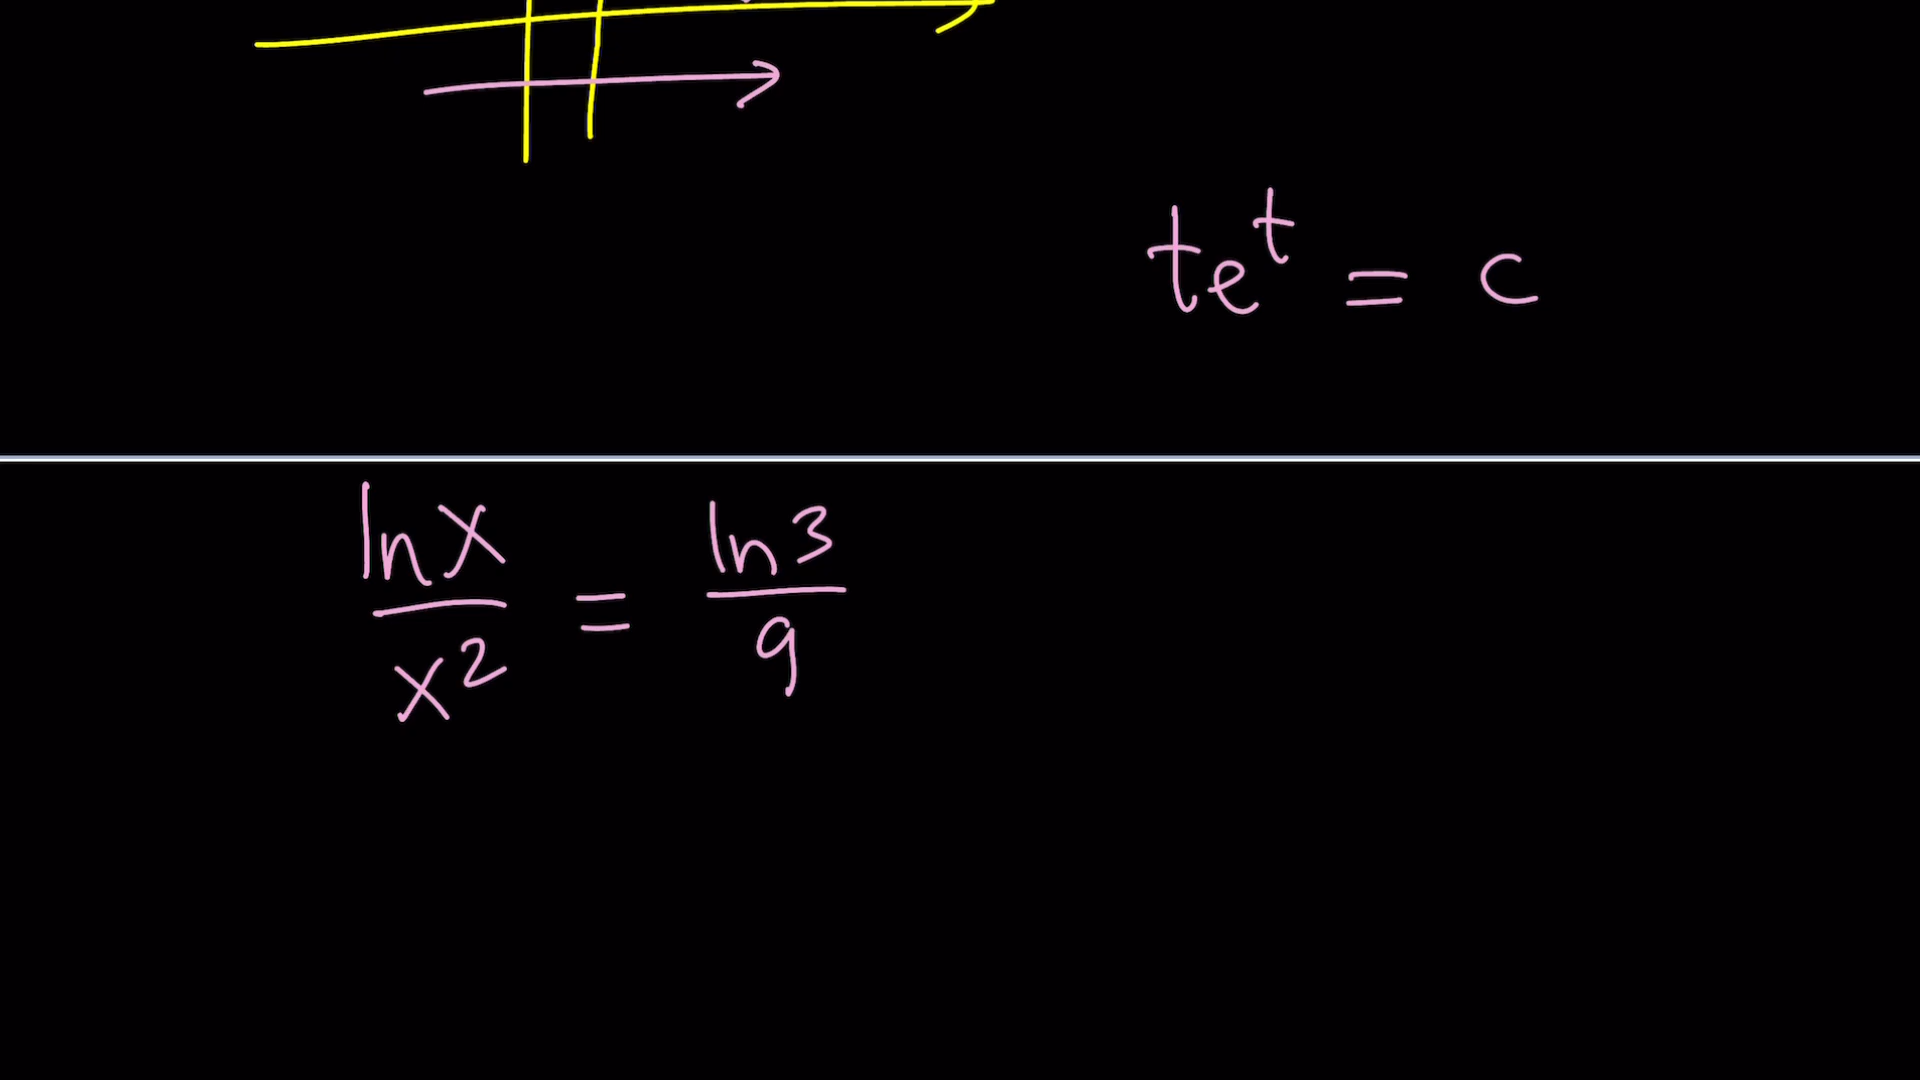 te^t = c
ln x / x^2 = ln 3 / 9